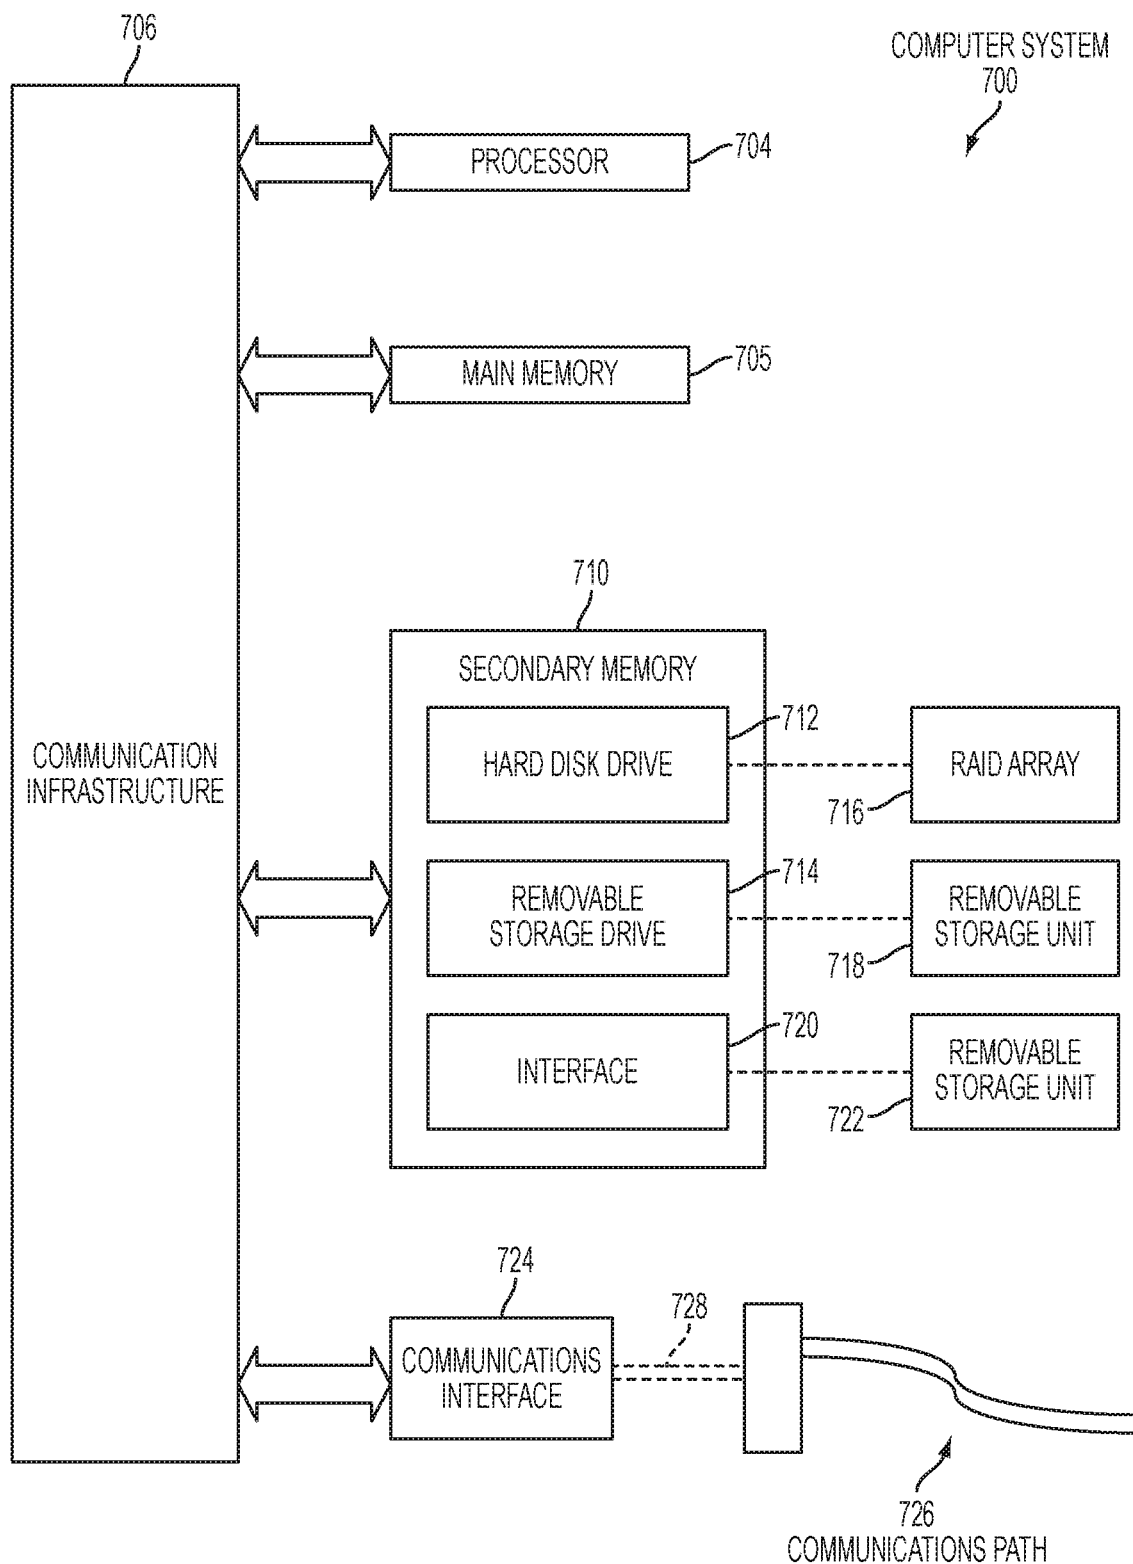 706
COMPUTER SYSTEM
700
PROCESSOR
704
MAIN MEMORY
705
710
SECONDARY MEMORY
712
HARD DISK DRIVE
RAID ARRAY
716
COMMUNICATION
INFRASTRUCTURE
714
REMOVABLE
STORAGE DRIVE
REMOVABLE
STORAGE UNIT
718
720
INTERFACE
REMOVABLE
STORAGE UNIT
722
724
728
COMMUNICATIONS
INTERFACE
726
COMMUNICATIONS PATH